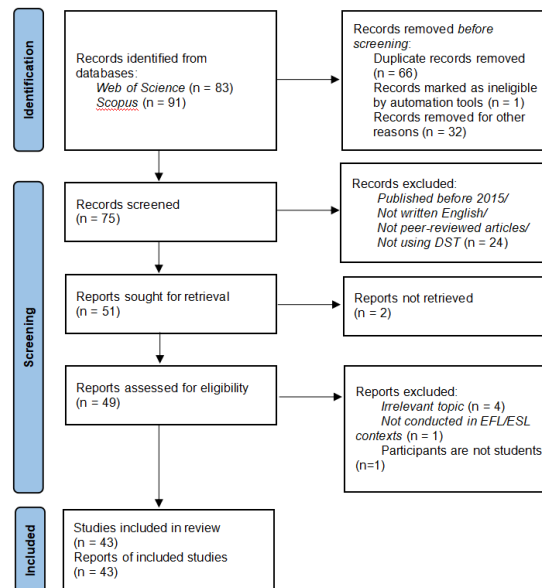 Identification
Records identified from
databases:
Web of Science (n = 83)
Scopus (n = 91)
Records removed before
screening:
Duplicate records removed
(n = 66)
Records marked as ineligible
by automation tools (n = 1)
Records removed for other
reasons (n = 32)
Screening
Records screened
(n = 75)
Records excluded:
Published before 2015/
Not written English/
Not peer-reviewed articles/
Not using DST (n = 24)
Reports sought for retrieval
(n = 51)
Reports not retrieved
(n = 2)
Reports assessed for eligibility
(n = 49)
Reports excluded:
Irrelevant topic (n = 4)
Not conducted in EFL/ESL
contexts (n = 1)
Participants are not students
(n=1)
Included
Studies included in review
(n = 43)
Reports of included studies
(n = 43)